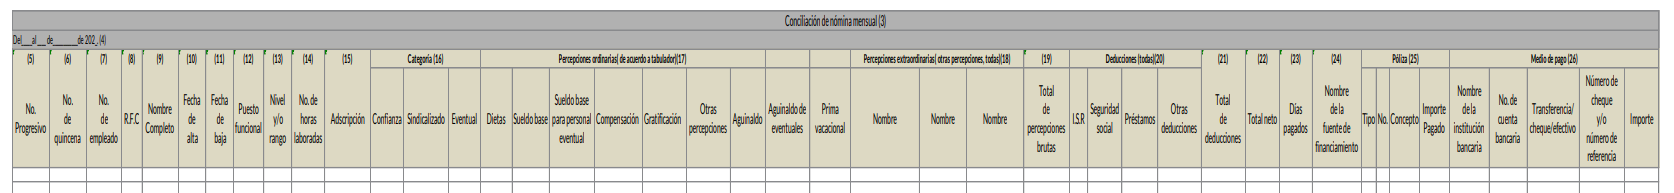 Conciliación de nómina mensual (3)
Del___al ___ de________de 202_. (4)
(5) (6) (7) (8) (9) (10) (11) (12) (13) (14) (15) Categoria (16) Percepciones ordinarias( de acuerdo a tabulador)(17) Percepciones extraordinarias( otras percepciones, todas)(18) (19) Deducciones (todas)(20) (21) (22) (23) (24) Póliza (25) Medio de pago (26)
No. Progresivo
No. de quincena
No. de empleado
R.F.C
Nombre Completo
Fecha de alta
Fecha de baja
Puesto funcional
Nivel y/o rango
No. de horas laboradas
Adscripción
Confianza
Sindicalizado
Eventual
Dietas
Sueldo base
Sueldo base para personal eventual
Compensación
Gratificación
Otras percepciones
Aguinaldo
Aguinaldo de eventuales
Prima vacacional
Nombre
Nombre
Nombre
Total de percepciones brutas
I.S.R
Seguridad social
Préstamos
Otras deducciones
Total de deducciones
Total neto
Días pagados
Nombre de la fuente de financiamiento
Tipo
No.
Concepto
Importe Pagado
Nombre de la institución bancaria
No. de cuenta bancaria
Transferencia/ cheque/efectivo
Número de cheque y/o número de referencia
Importe